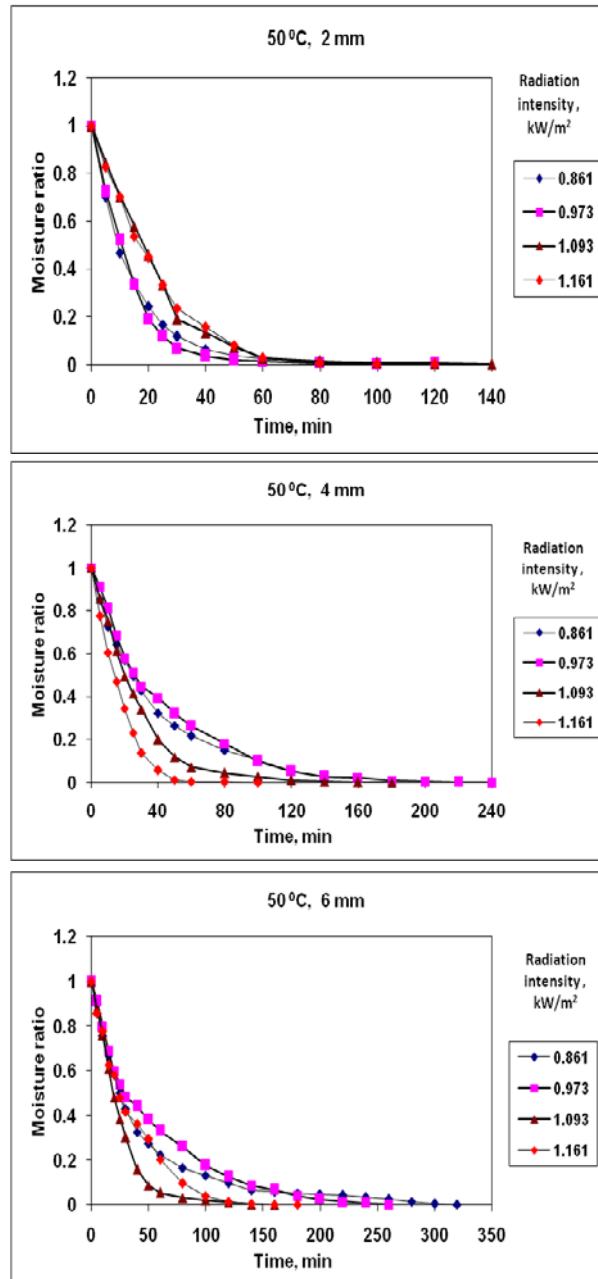 50 ⁰C, 2 mm
Radiation
intensity,
kW/m²
1.2
1
0.8
0.6
0.4
0.2
0
Moisture ratio
0 20 40 60 80 100 120 140
Time, min
0.861
0.973
1.093
1.161
50 ⁰C, 4 mm
Radiation
intensity,
kW/m²
1.2
1
0.8
0.6
0.4
0.2
0
Moisture ratio
0 40 80 120 160 200 240
Time, min
0.861
0.973
1.093
1.161
50 ⁰C, 6 mm
Radiation
intensity,
kW/m²
1.2
1
0.8
0.6
0.4
0.2
0
Moisture ratio
0 50 100 150 200 250 300 350
Time, min
0.861
0.973
1.093
1.161